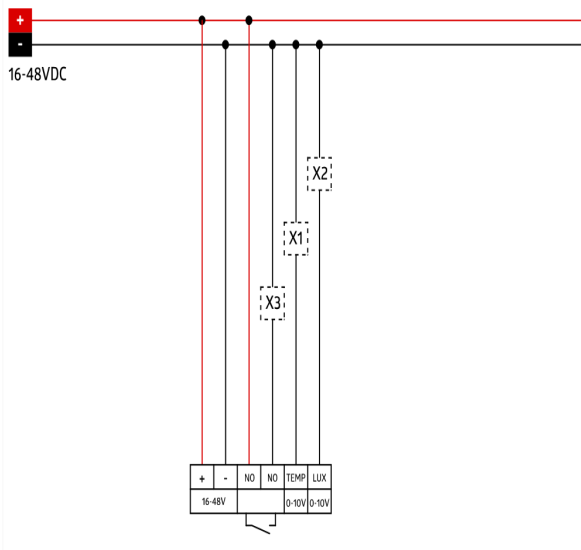 +
-
16-48VDC
X2
X1
X3
+ - NO NO TEMP LUX
16-48V 0-10V 0-10V